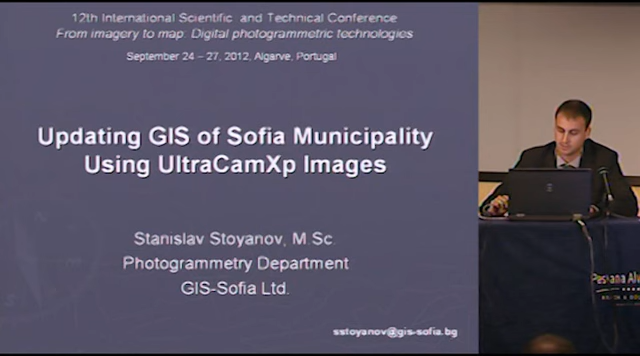 12th International Scientific and Technical Conference
From imagery to map: Digital photogrammetric technologies
September 24 – 27, 2012, Algarve, Portugal
Updating GIS of Sofia Municipality
Using UltraCamXp Images
Stanislav Stoyanov, M.Sc.
Photogrammetry Department
GIS-Sofia Ltd.
sstoyanov@gis-sofia.bg
Pestana